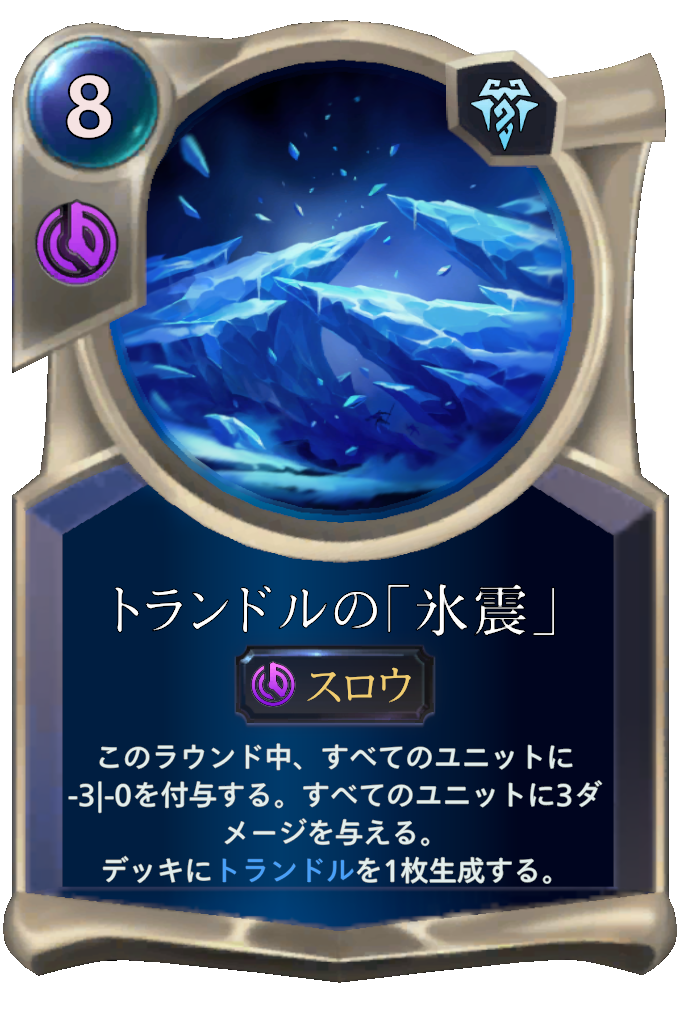 8
トランドルの「氷震」
スロウ
このラウンド中、すべてのユニットに
-3|-0を付与する。すべてのユニットに3ダ
メージを与える。
デッキにトランドルを1枚生成する。